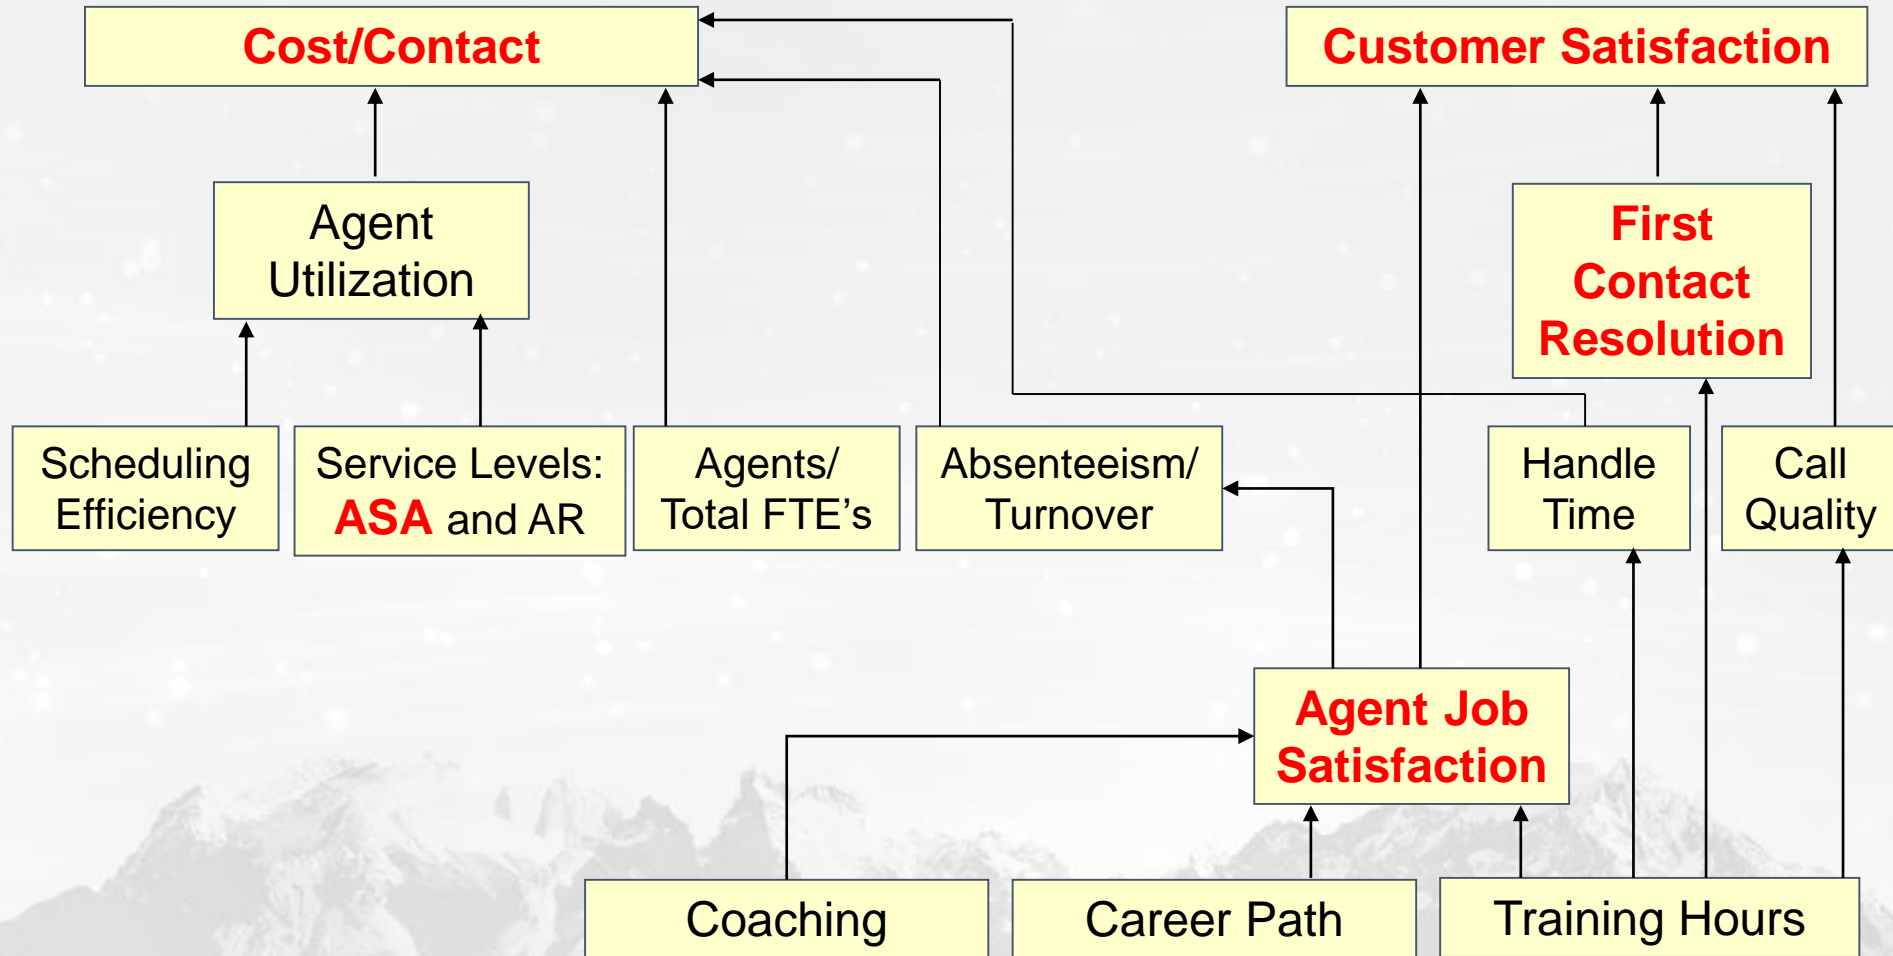 Cost/Contact
Customer Satisfaction
Agent
Utilization
First
Contact
Resolution
Scheduling
Efficiency
Service Levels:
ASA and AR
Agents/
Total FTE's
Absenteeism/
Turnover
Handle
Time
Call
Quality
Agent Job
Satisfaction
Coaching
Career Path
Training Hours